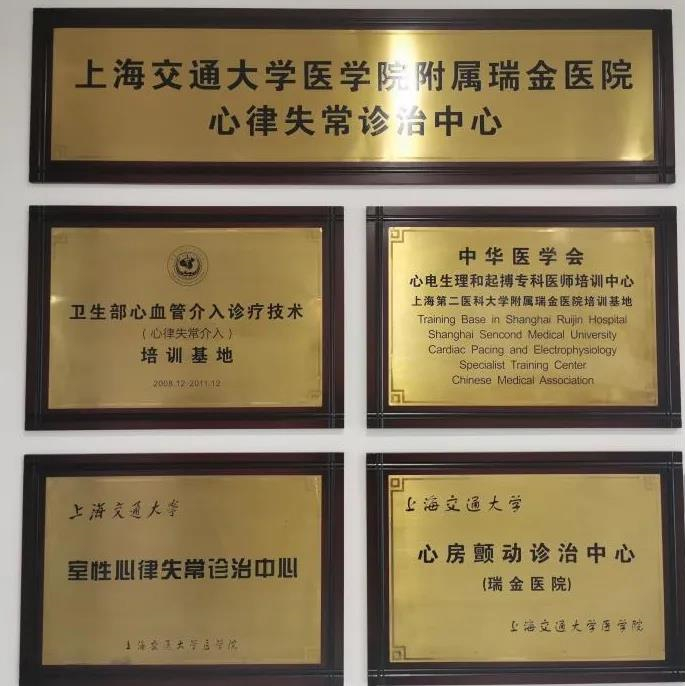 上海交通大学医学院附属瑞金医院
心律失常诊治中心
卫生部心血管介入诊疗技术
（心律失常介入）
培训基地
2008.12-2011.12
中华医学会
心电生理和起搏专科医师培训中心
上海第二医科大学附属瑞金医院培训基地
Training Base in Shanghai Ruijin Hospital
Shanghai Sencond Medical University
Cardiac Pacing and Electrophysiology
Specialist Training Center
Chinese Medical Association
上海交通大学
室性心律失常诊治中心
上海交通大学医学院
上海交通大学
心房颤动诊治中心
(瑞金医院)
上海交通大学医学院